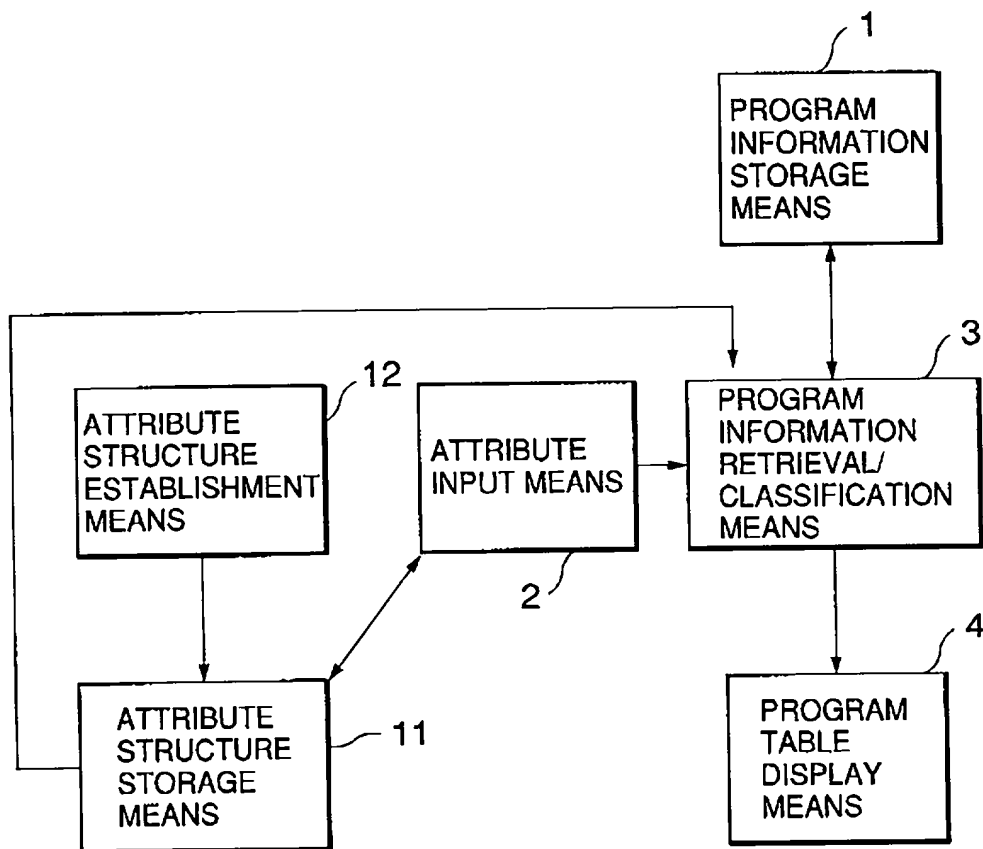 1
PROGRAM
INFORMATION
STORAGE
MEANS
3
PROGRAM
INFORMATION
RETRIEVAL/
CLASSIFICATION
MEANS
12
ATTRIBUTE
STRUCTURE
ESTABLISHMENT
MEANS
ATTRIBUTE
INPUT MEANS
2
4
PROGRAM
TABLE
DISPLAY
MEANS
11
ATTRIBUTE
STRUCTURE
STORAGE
MEANS